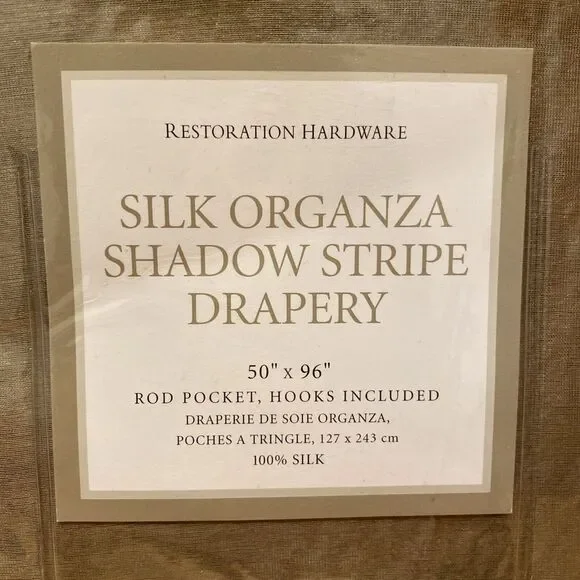 RESTORATION HARDWARE
SILK ORGANZA
SHADOW STRIPE
DRAPERY
50" x 96"
ROD POCKET, HOOKS INCLUDED
DRAPERIE DE SOIE ORGANZA,
POCHES A TRINGLE, 127 x 243 cm
100% SILK